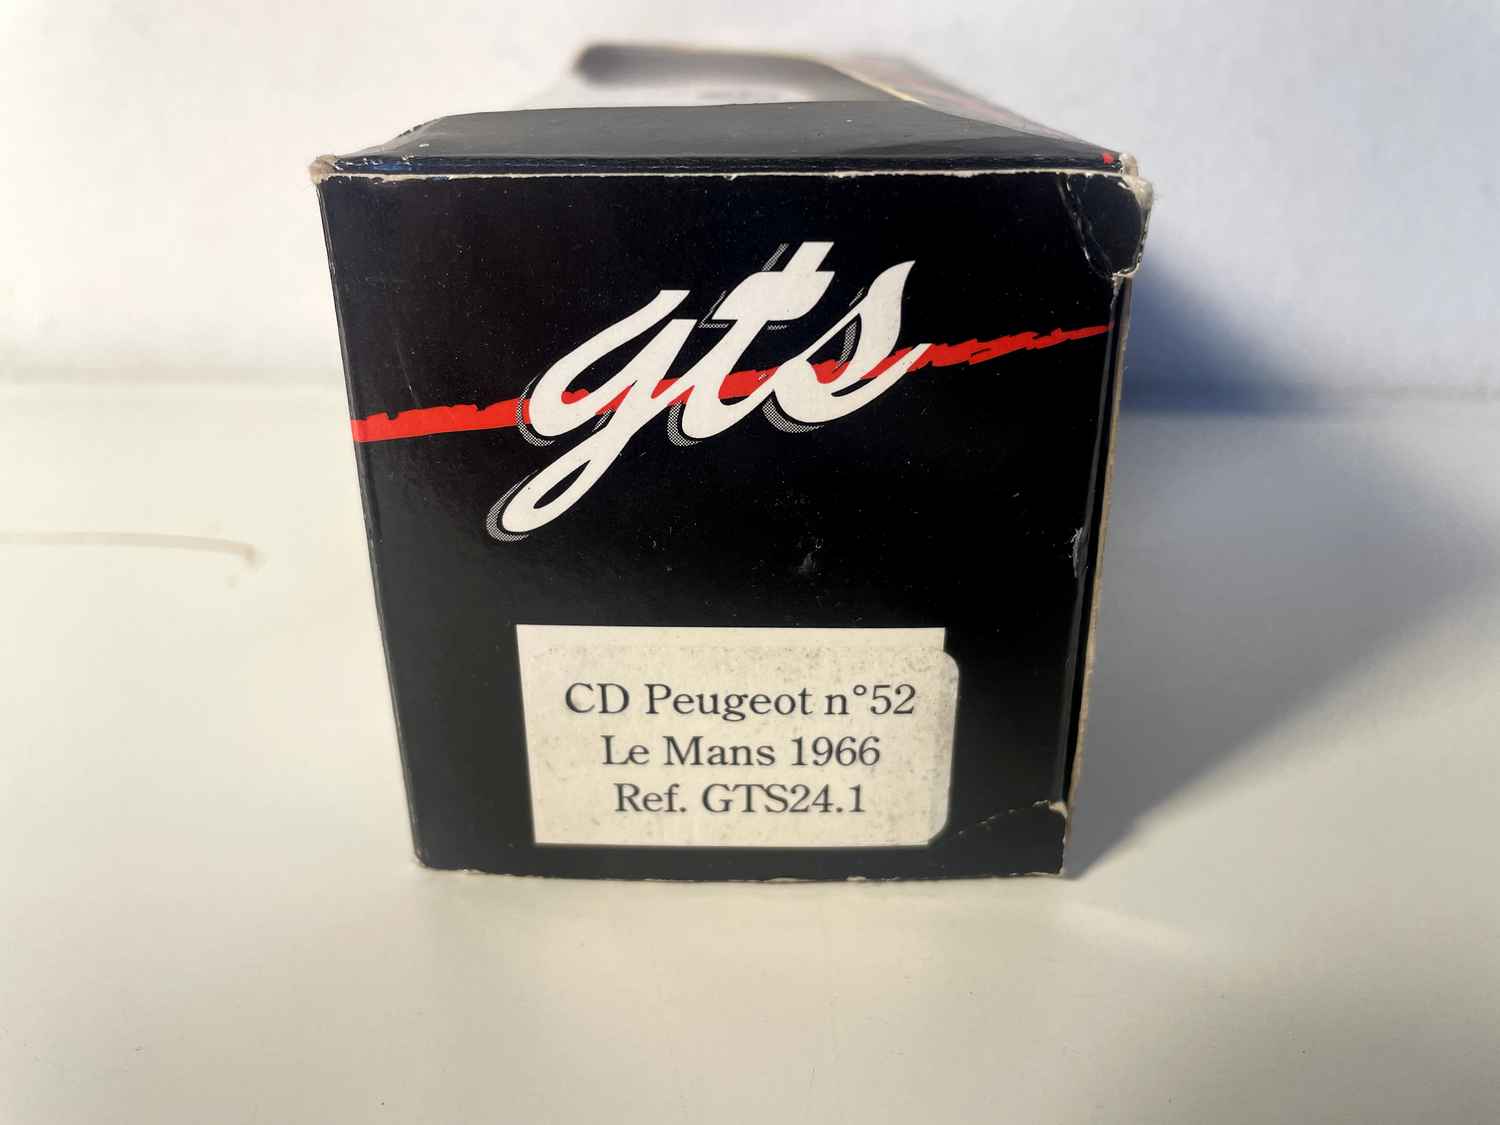 gts
CD Peugeot n°52
Le Mans 1966
Ref. GTS24.1